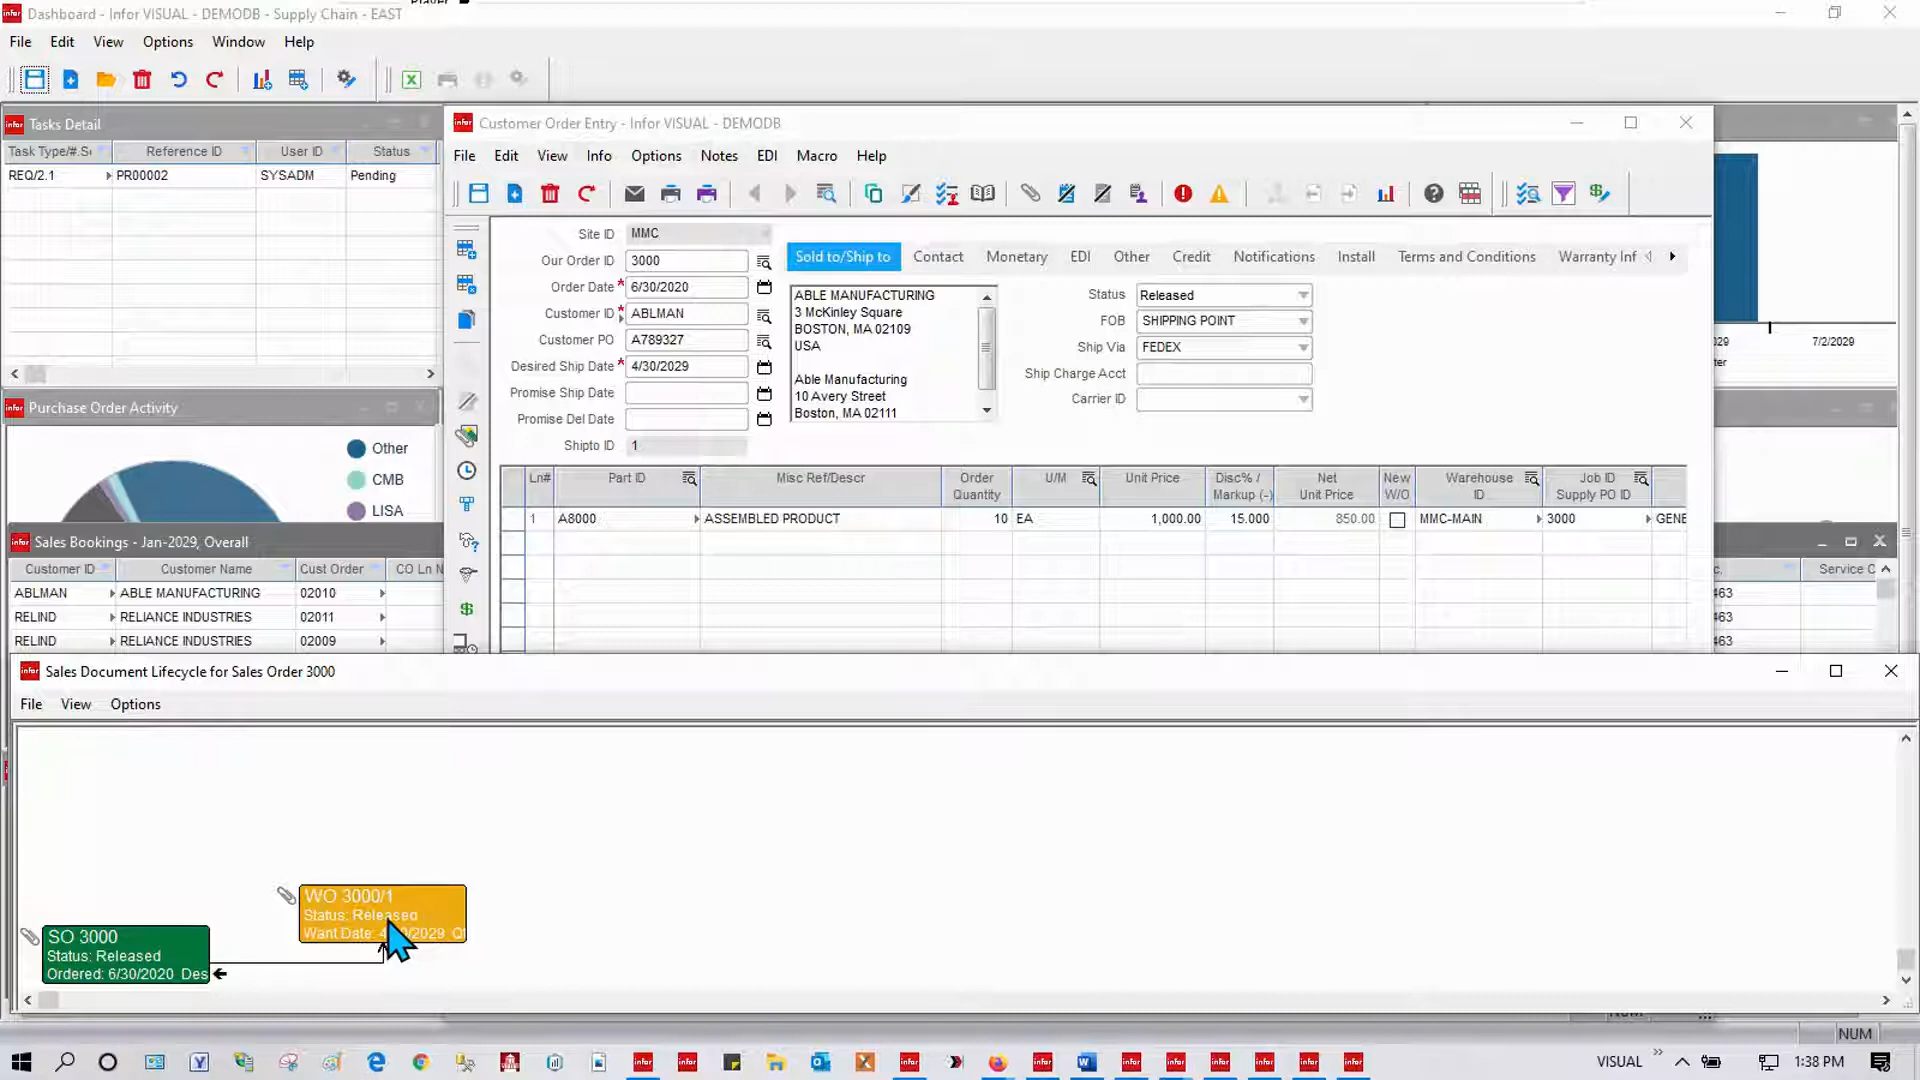 Dashboard - Infor VISUAL - DEMODB - Supply Chain - EAST
File Edit View Options Window Help
Tasks Detail
Task Type/#.S Reference ID User ID Status
REQ/2.1 PR00002 SYSADM Pending
Purchase Order Activity
Other
CMB
LISA
Sales Bookings - Jan-2029, Overall
Customer ID Customer Name Cust Order CO Ln N
ABLMAN ABLE MANUFACTURING 02010
RELIND RELIANCE INDUSTRIES 02011
RELIND RELIANCE INDUSTRIES 02009
Customer Order Entry - Infor VISUAL - DEMODB
File Edit View Info Options Notes EDI Macro Help
Site ID MMC
Our Order ID 3000
Order Date * 6/30/2020
Customer ID * ABLMAN
Customer PO A789327
Desired Ship Date * 4/30/2029
Promise Ship Date
Promise Del Date
Shipto ID 1
Sold to/Ship to Contact Monetary EDI Other Credit Notifications Install Terms and Conditions Warranty Inf
ABLE MANUFACTURING
3 McKinley Square
BOSTON, MA 02109
USA
Able Manufacturing
10 Avery Street
Boston, MA 02111
Status Released
FOB SHIPPING POINT
Ship Via FEDEX
Ship Charge Acct
Carrier ID
Ln# Part ID Misc Ref/Descr Order Quantity U/M Unit Price Disc% / Markup (-) Net Unit Price New W/O Warehouse ID Job ID Supply PO ID
1 A8000 ASSEMBLED PRODUCT 10 EA 1,000.00 15.000 850.00 MMC-MAIN 3000 GENE
029 7/2/2029
ter
Service C
463
463
463
Sales Document Lifecycle for Sales Order 3000
File View Options
WO 3000/1
Status: Released
Want Date:
SO 3000
Status: Released
Ordered: 6/30/2020 Des
NUM
VISUAL 1:38 PM